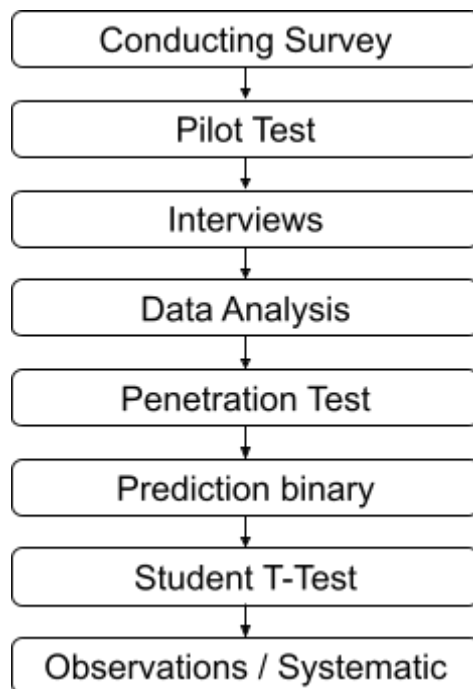 Conducting Survey
Pilot Test
Interviews
Data Analysis
Penetration Test
Prediction binary
Student T-Test
Observations / Systematic